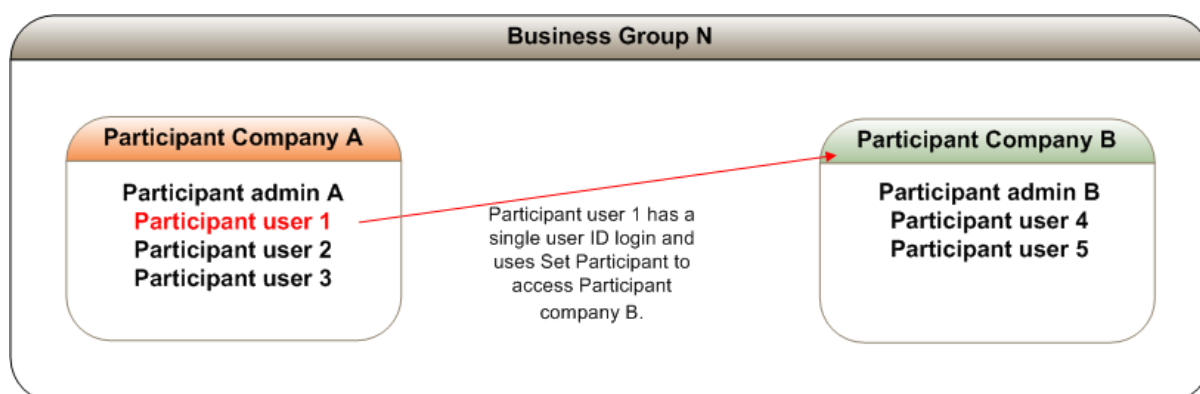 Business Group N
Participant Company A
Participant admin A
Participant user 1
Participant user 2
Participant user 3
Participant user 1 has a
single user ID login and
uses Set Participant to
access Participant
company B.
Participant Company B
Participant admin B
Participant user 4
Participant user 5